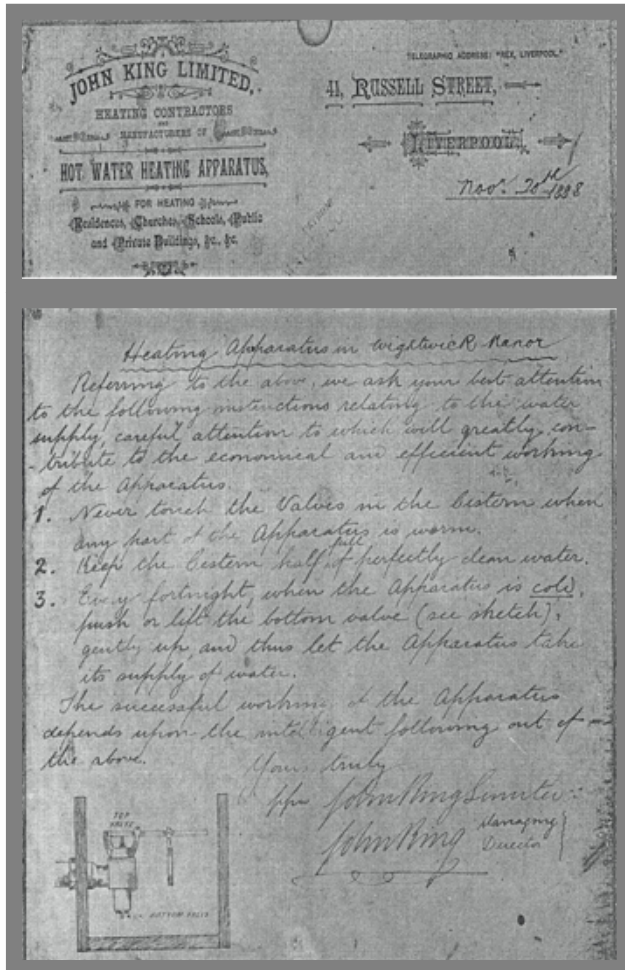 JOHN KING LIMITED,
HEATING CONTRACTORS
AND
MANUFACTURERS OF
HOT WATER HEATING APPARATUS,
FOR HEATING
Residences, Churches, Schools, Public
and Private Buildings, &c., &c.
TELEGRAPHIC ADDRESS: "REX, LIVERPOOL."
41, RUSSELL STREET,
LIVERPOOL,
Nov. 20th 1898
Heating Apparatus in Wightwick Manor
Referring to the above, we ask your best attention
to the following instructions relating to the water
supply, careful attention to which will greatly con-
-tribute to the economical and efficient working
of the Apparatus.
1. Never touch the Valves in the Cistern when
any part of the Apparatus is warm.
2. Keep the Cistern half full of perfectly clean water.
3. Every fortnight, when the Apparatus is cold,
push or lift the bottom valve (see sketch),
gently up, and thus let the Apparatus take
its supply of water.
The successful working of the Apparatus
depends upon the intelligent following out of
the above.
Yours truly
ppro John King Limited
John King Managing
Director
TOP
VALVE
BOTTOM VALVE